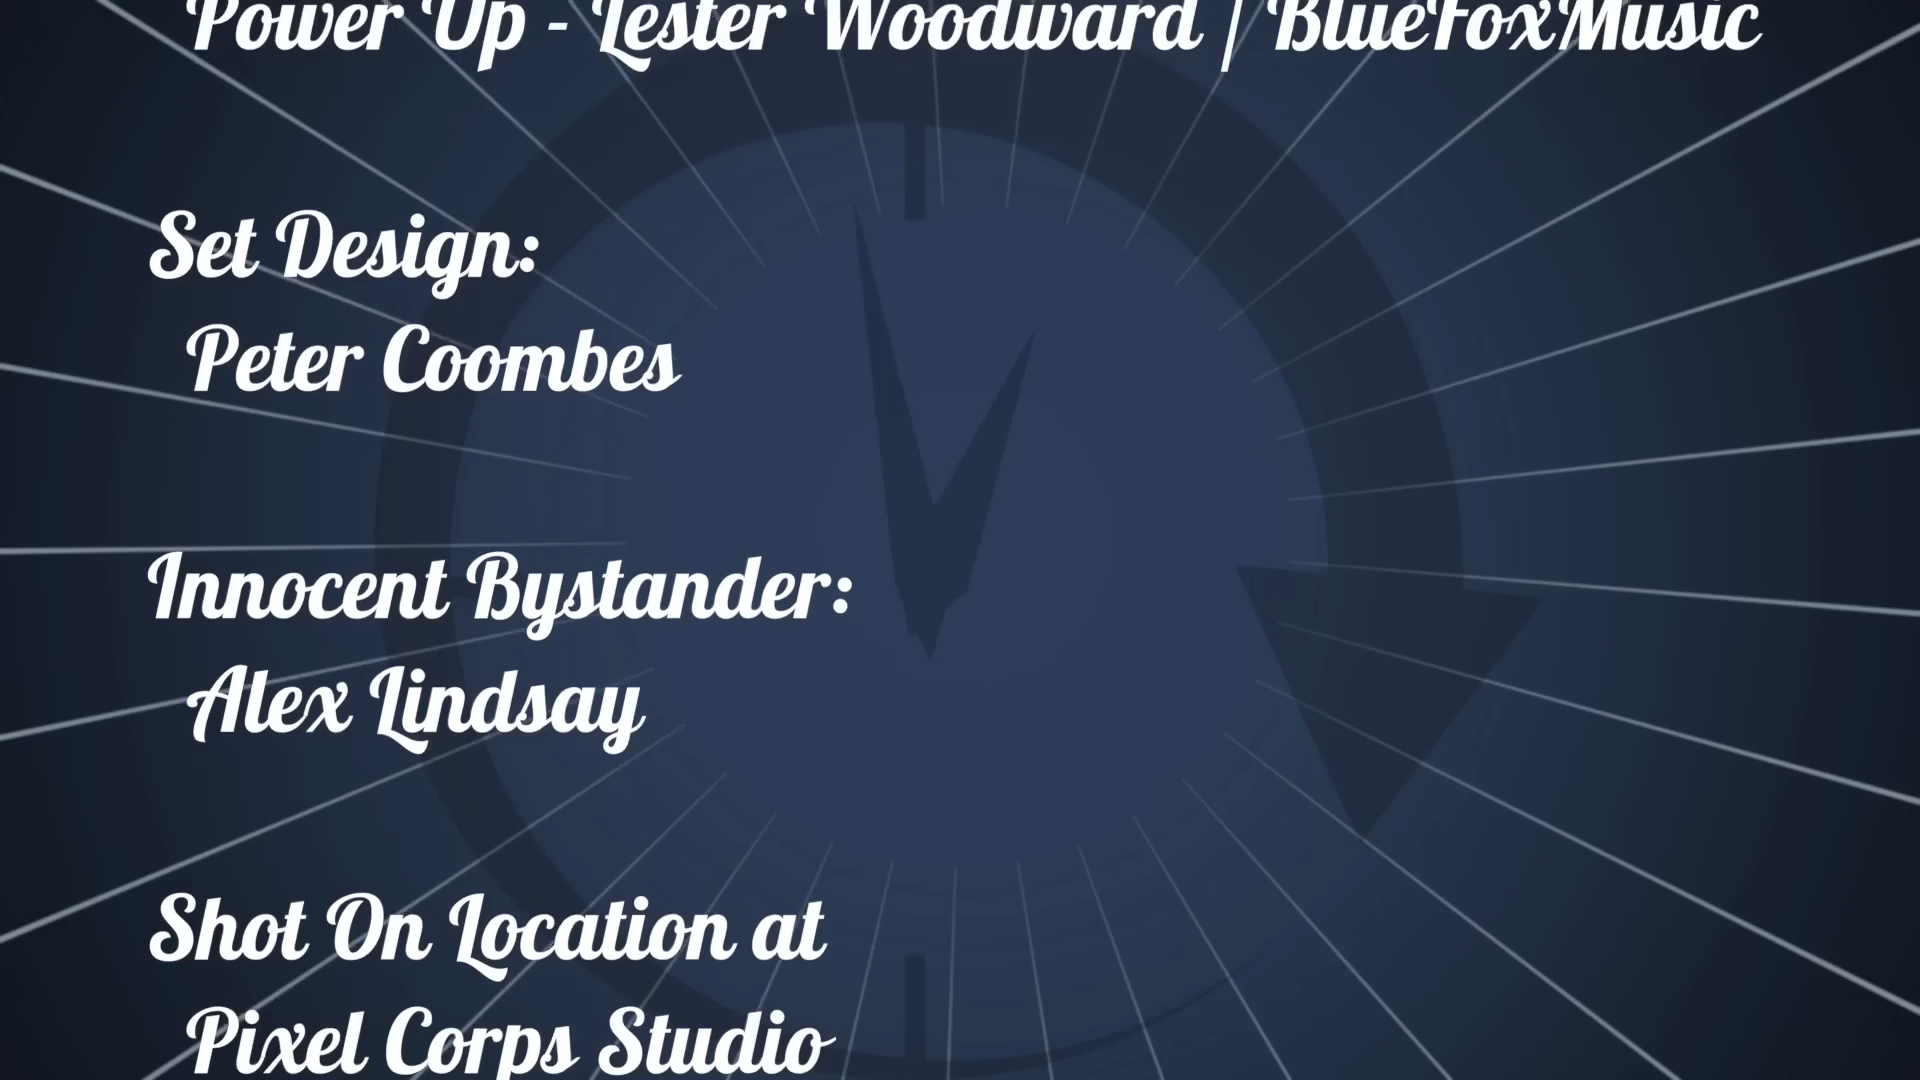 Power Up - Lester Woodward / BlueFoxMusic
Set Design:
Peter Coombes
Innocent Bystander:
Alex Lindsay
Shot On Location at
Pixel Corps Studio